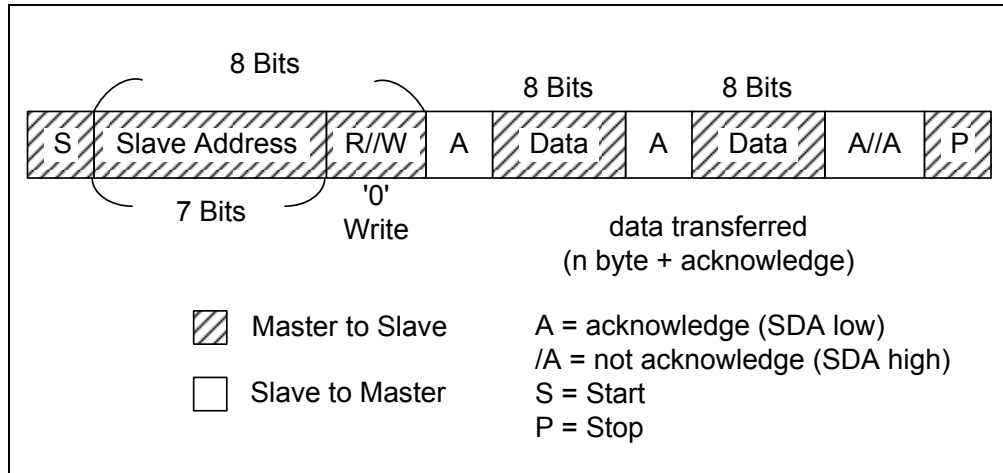 8 Bits
8 Bits 8 Bits
S Slave Address R//W A Data A Data A//A P
7 Bits
'0'
Write
data transferred
(n byte + acknowledge)
Master to Slave
Slave to Master
A = acknowledge (SDA low)
/A = not acknowledge (SDA high)
S = Start
P = Stop